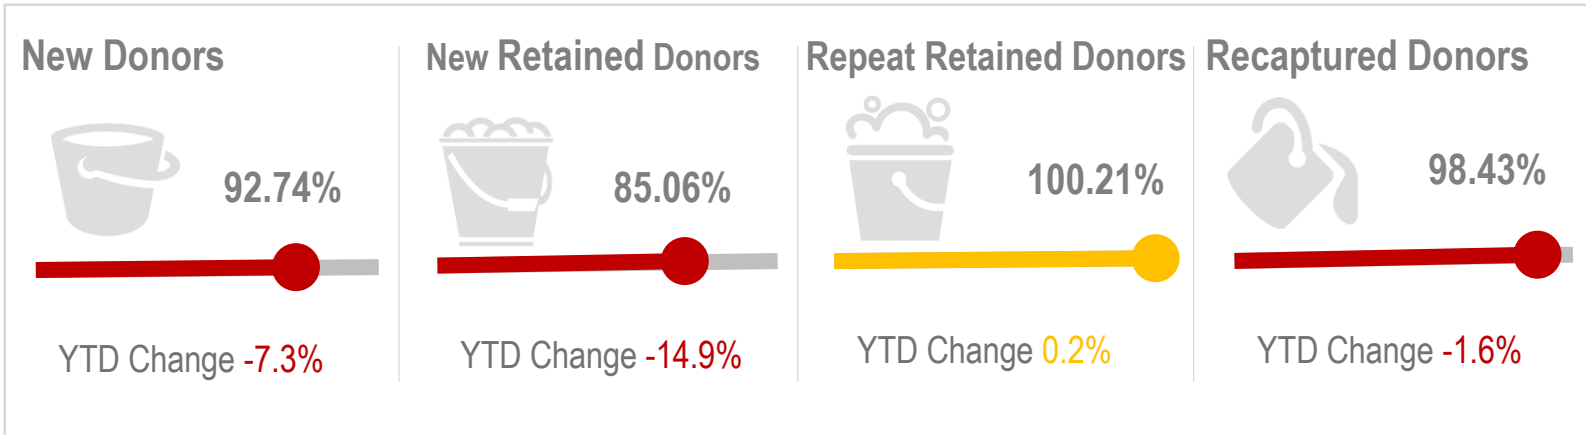 New Donors
92.74%
YTD Change -7.3%
New Retained Donors
85.06%
YTD Change -14.9%
Repeat Retained Donors
100.21%
YTD Change 0.2%
Recaptured Donors
98.43%
YTD Change -1.6%